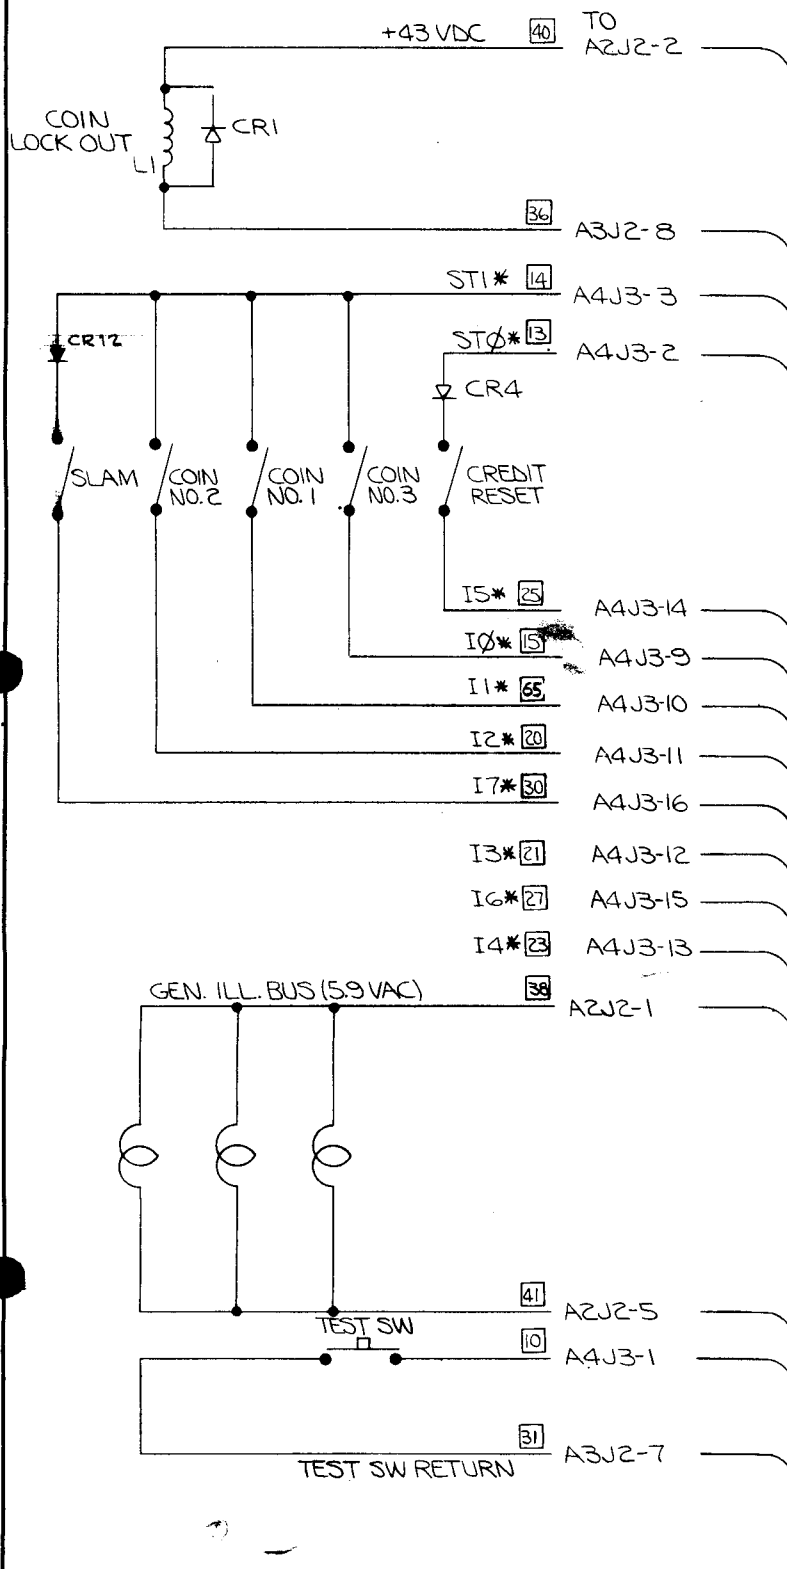 +43 VDC 40 TO
A2J2-2
COIN
LOCK OUT
L1
CR1
36 A3J2-8
ST1* 14 A4J3-3
STØ* 13 A4J3-2
CR12
CR4
SLAM
COIN
NO.2
COIN
NO.1
COIN
NO.3
CREDIT
RESET
I5* 25 A4J3-14
IØ* 15 A4J3-9
I1* 65 A4J3-10
I2* 20 A4J3-11
I7* 30 A4J3-16
I3* 21 A4J3-12
I6* 27 A4J3-15
I4* 23 A4J3-13
GEN. ILL. BUS (5.9 VAC) 38 A2J2-1
41 A2J2-5
TEST SW
10 A4J3-1
31 A3J2-7
TEST SW RETURN